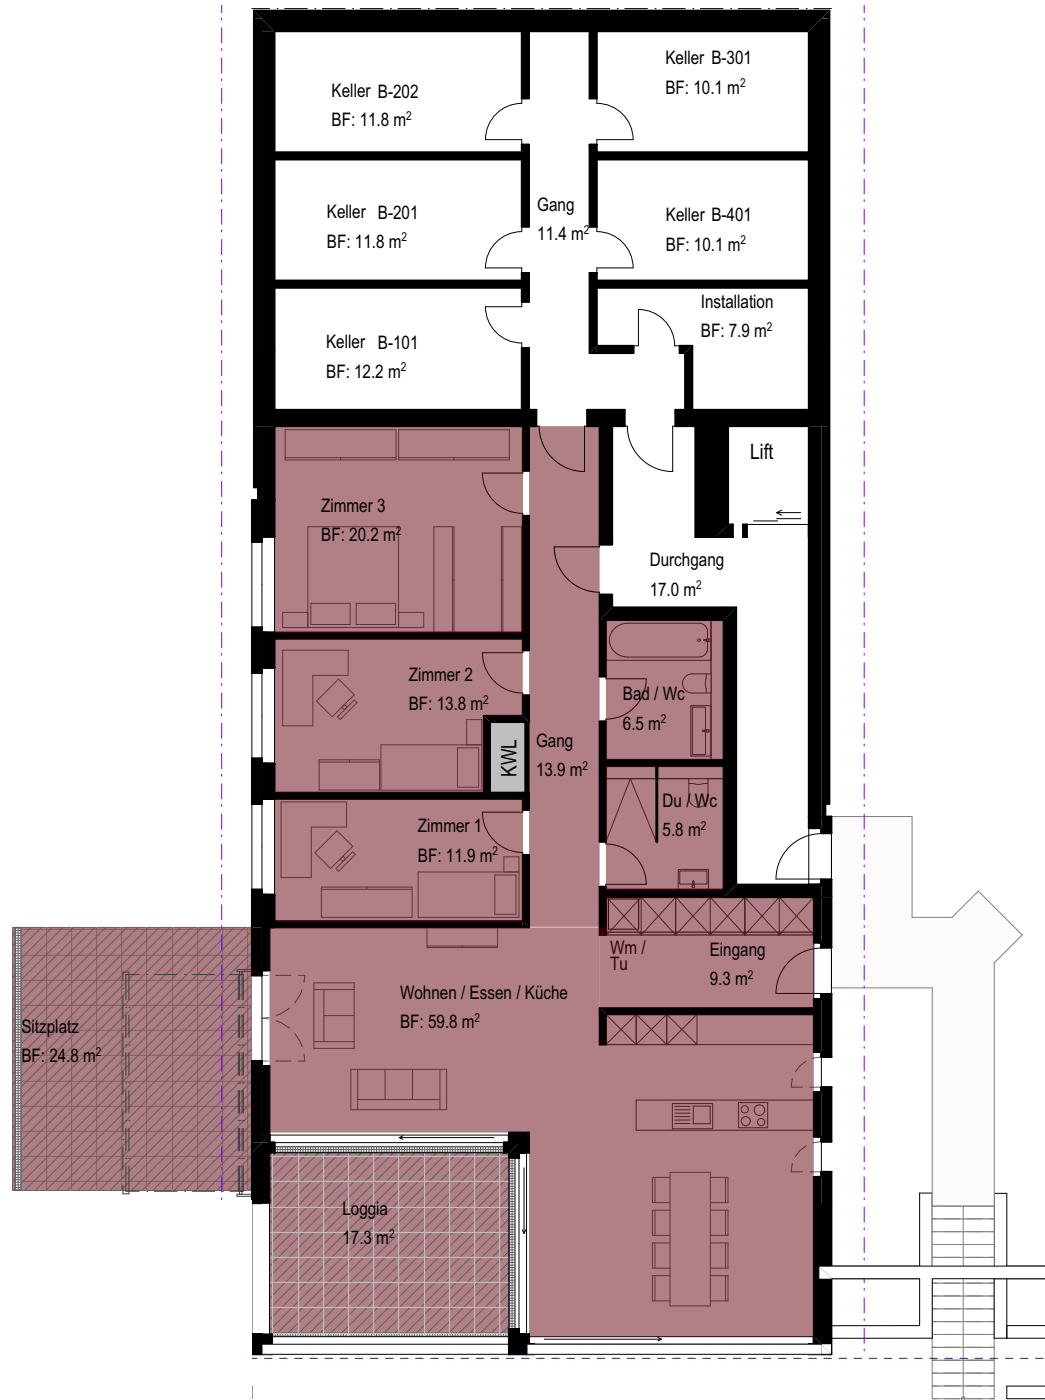 Keller B-202
BF: 11.8 m²
Keller B-301
BF: 10.1 m²
Keller B-201
BF: 11.8 m²
Gang
11.4 m²
Keller B-401
BF: 10.1 m²
Keller B-101
BF: 12.2 m²
Installation
BF: 7.9 m²
Lift
Zimmer 3
BF: 20.2 m²
Durchgang
17.0 m²
Zimmer 2
BF: 13.8 m²
Bad / Wc
6.5 m²
KWL
Gang
13.9 m²
Du / Wc
5.8 m²
Zimmer 1
BF: 11.9 m²
Wm /
Tu
Eingang
9.3 m²
Wohnen / Essen / Küche
BF: 59.8 m²
Sitzplatz
BF: 24.8 m²
Loggia
17.3 m²